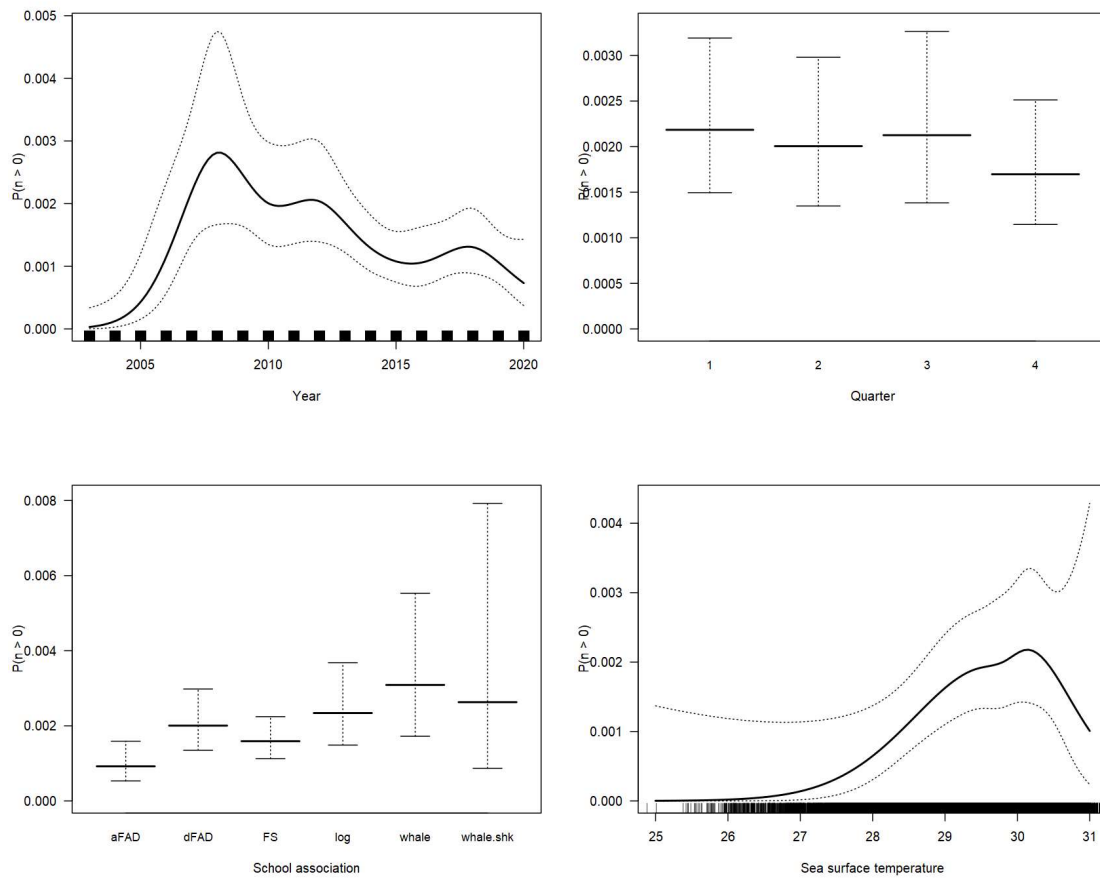 0.005
0.004
0.003
0.002
0.001
0.000
P(n > 0)
2005
2010
2015
2020
Year
0.0030
0.0025
0.0020
0.0015
0.0010
0.0005
0.0000
P(n > 0)
1
2
3
4
Quarter
0.008
0.006
0.004
0.002
0.000
P(n > 0)
aFAD
dFAD
FS
log
whale
whale.shk
School association
0.004
0.003
0.002
0.001
0.000
P(n > 0)
25
26
27
28
29
30
31
Sea surface temperature